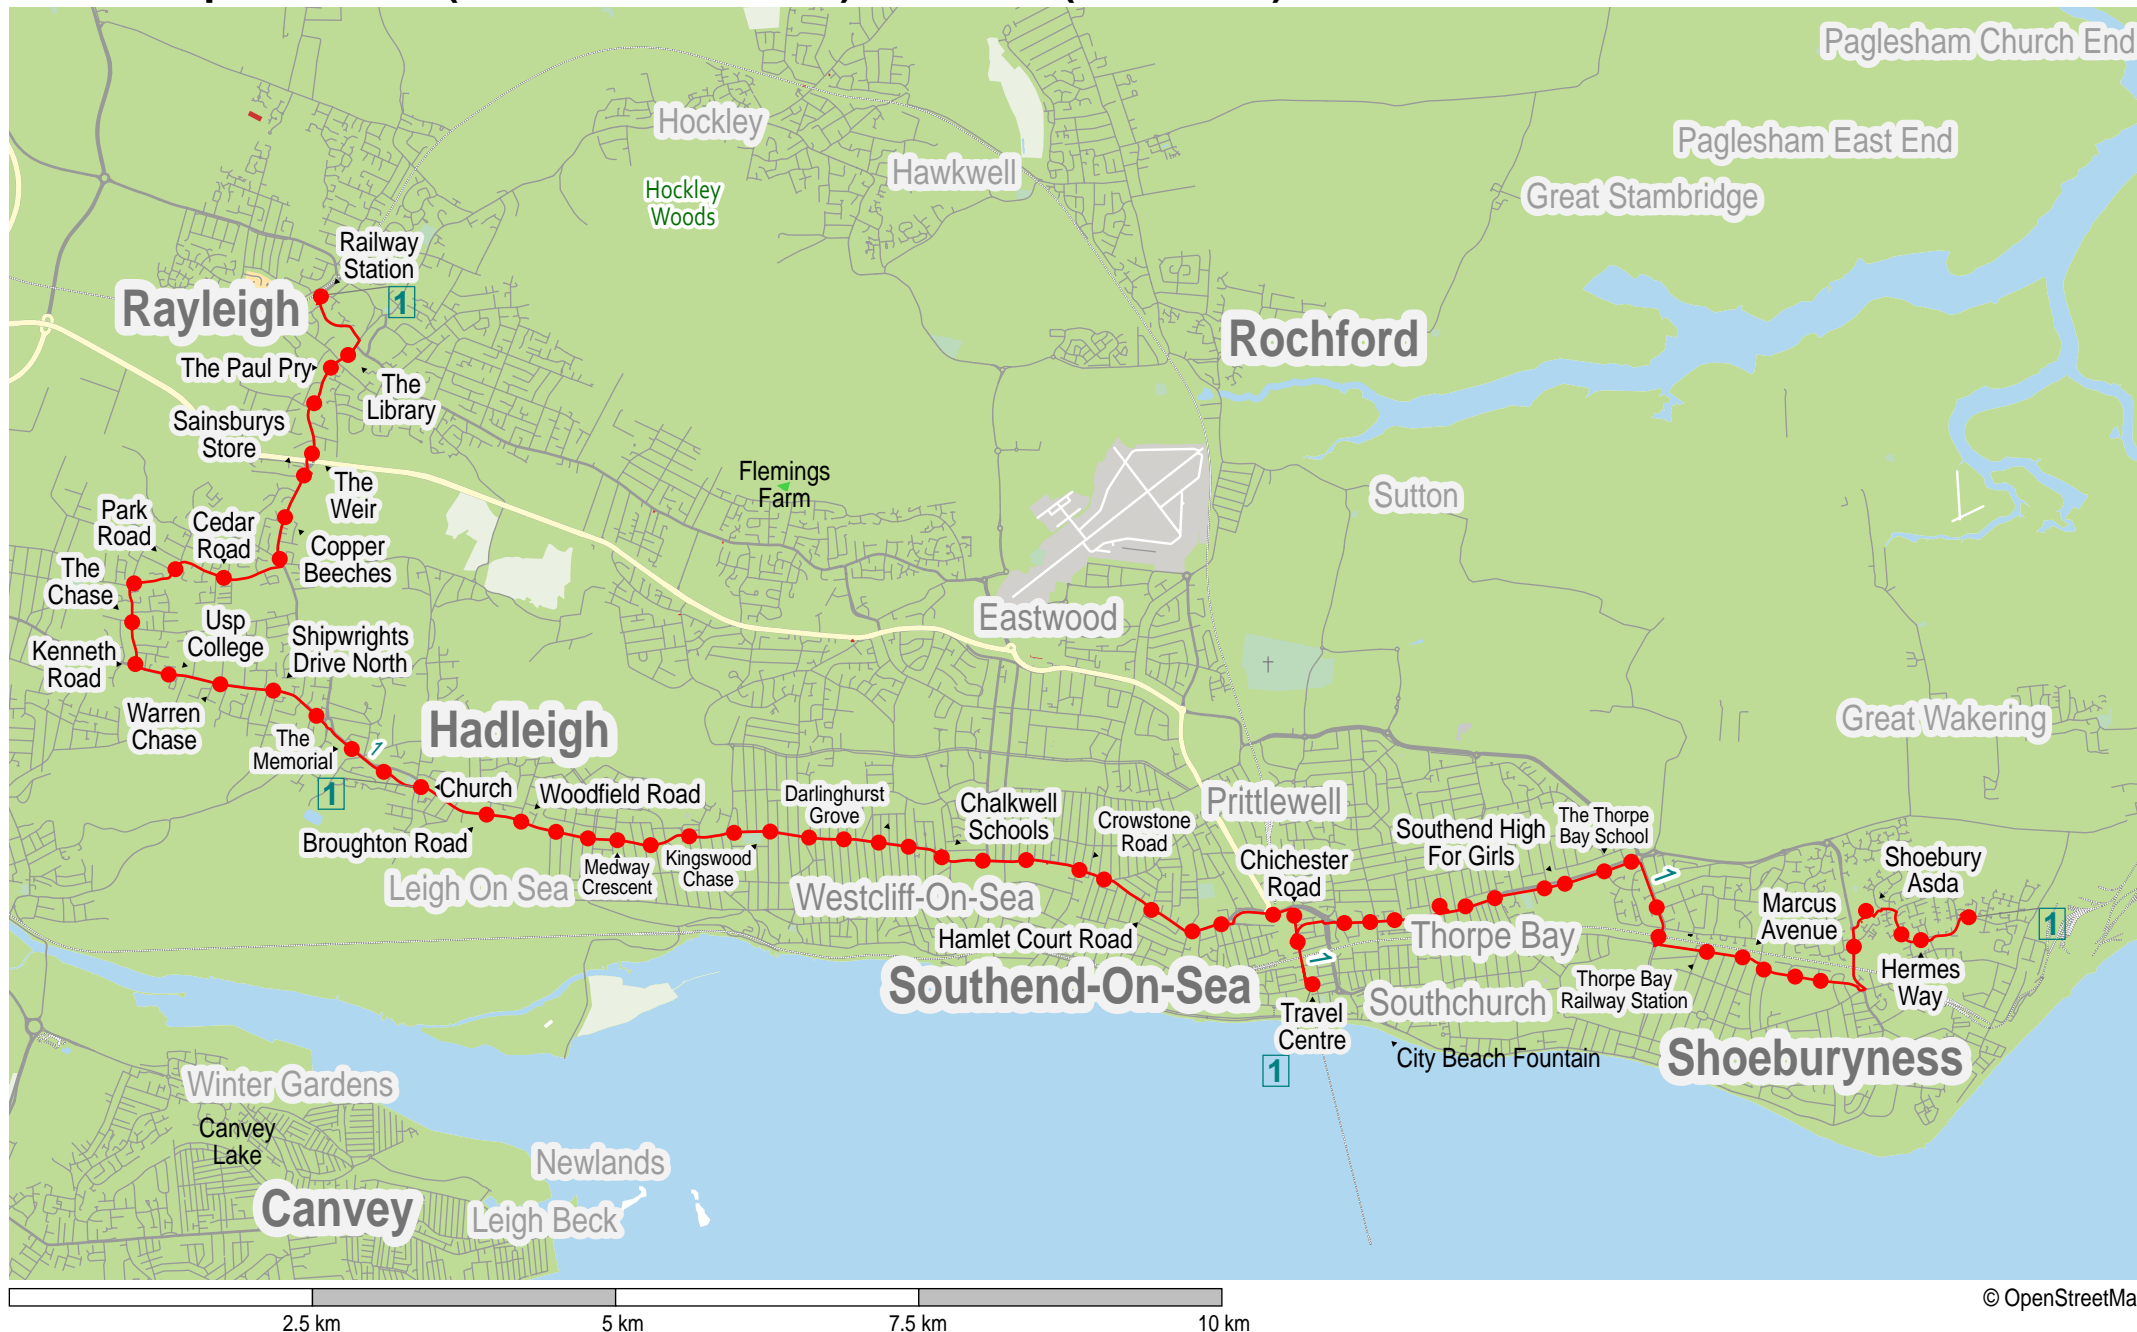 Paglesham Church End
Hockley
Paglesham East End
Hawkwell
Hockley
Woods
Great Stambridge
Railway
Station
1
Rayleigh
Rochford
The Paul Pry
The
Library
Sainsburys
Store
Flemings
Farm
The
Weir
Sutton
Park
Road
Cedar
Road
Copper
Beeches
The
Chase
Usp
College
Shipwrights
Drive North
Eastwood
Kenneth
Road
Warren
Chase
Hadleigh
Great Wakering
The
Memorial
1
1
Church
Woodfield Road
Darlinghurst
Grove
Chalkwell
Schools
Prittlewell
Crowstone
Road
Southend High
For Girls
The Thorpe
Bay School
Broughton Road
Medway
Crescent
Kingswood
Chase
Chichester
Road
Shoebury
Asda
1
Leigh On Sea
Westcliff-On-Sea
Marcus
Avenue
1
Hamlet Court Road
Thorpe Bay
1
Southend-On-Sea
Thorpe Bay
Railway Station
Hermes
Way
Southchurch
Travel
Centre
1
City Beach Fountain
Shoeburyness
Winter Gardens
Canvey
Lake
Newlands
Canvey
Leigh Beck
2.5 km
5 km
7.5 km
10 km
© OpenStreetMa